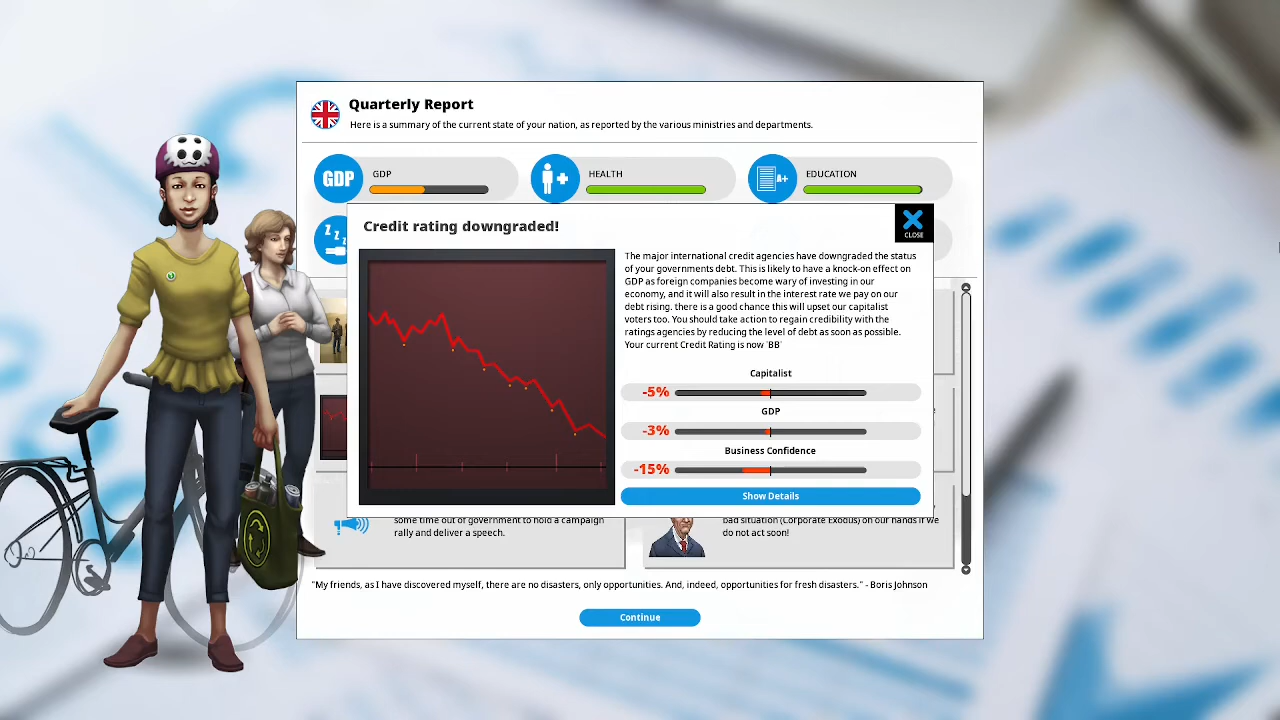 Quarterly Report
Here is a summary of the current state of your nation, as reported by the various ministries and departments.
GDP
GDP
HEALTH
A+
EDUCATION
Z Z Z
Credit rating downgraded!
CLOSE
The major international credit agencies have downgraded the status
of your governments debt. This is likely to have a knock-on effect on
GDP as foreign companies become wary of investing in our
economy, and it will also result in the interest rate we pay on our
debt rising. there is a good chance this will upset our capitalist
voters too. You should take action to regain credibility with the
ratings agencies by reducing the level of debt as soon as possible.
Your current Credit Rating is now 'BB'
Capitalist
-5%
GDP
-3%
Business Confidence
-15%
Show Details
some time out of government to hold a campaign
rally and deliver a speech.
bad situation (Corporate Exodus) on our hands if we
do not act soon!
"My friends, as I have discovered myself, there are no disasters, only opportunities. And, indeed, opportunities for fresh disasters." - Boris Johnson
Continue